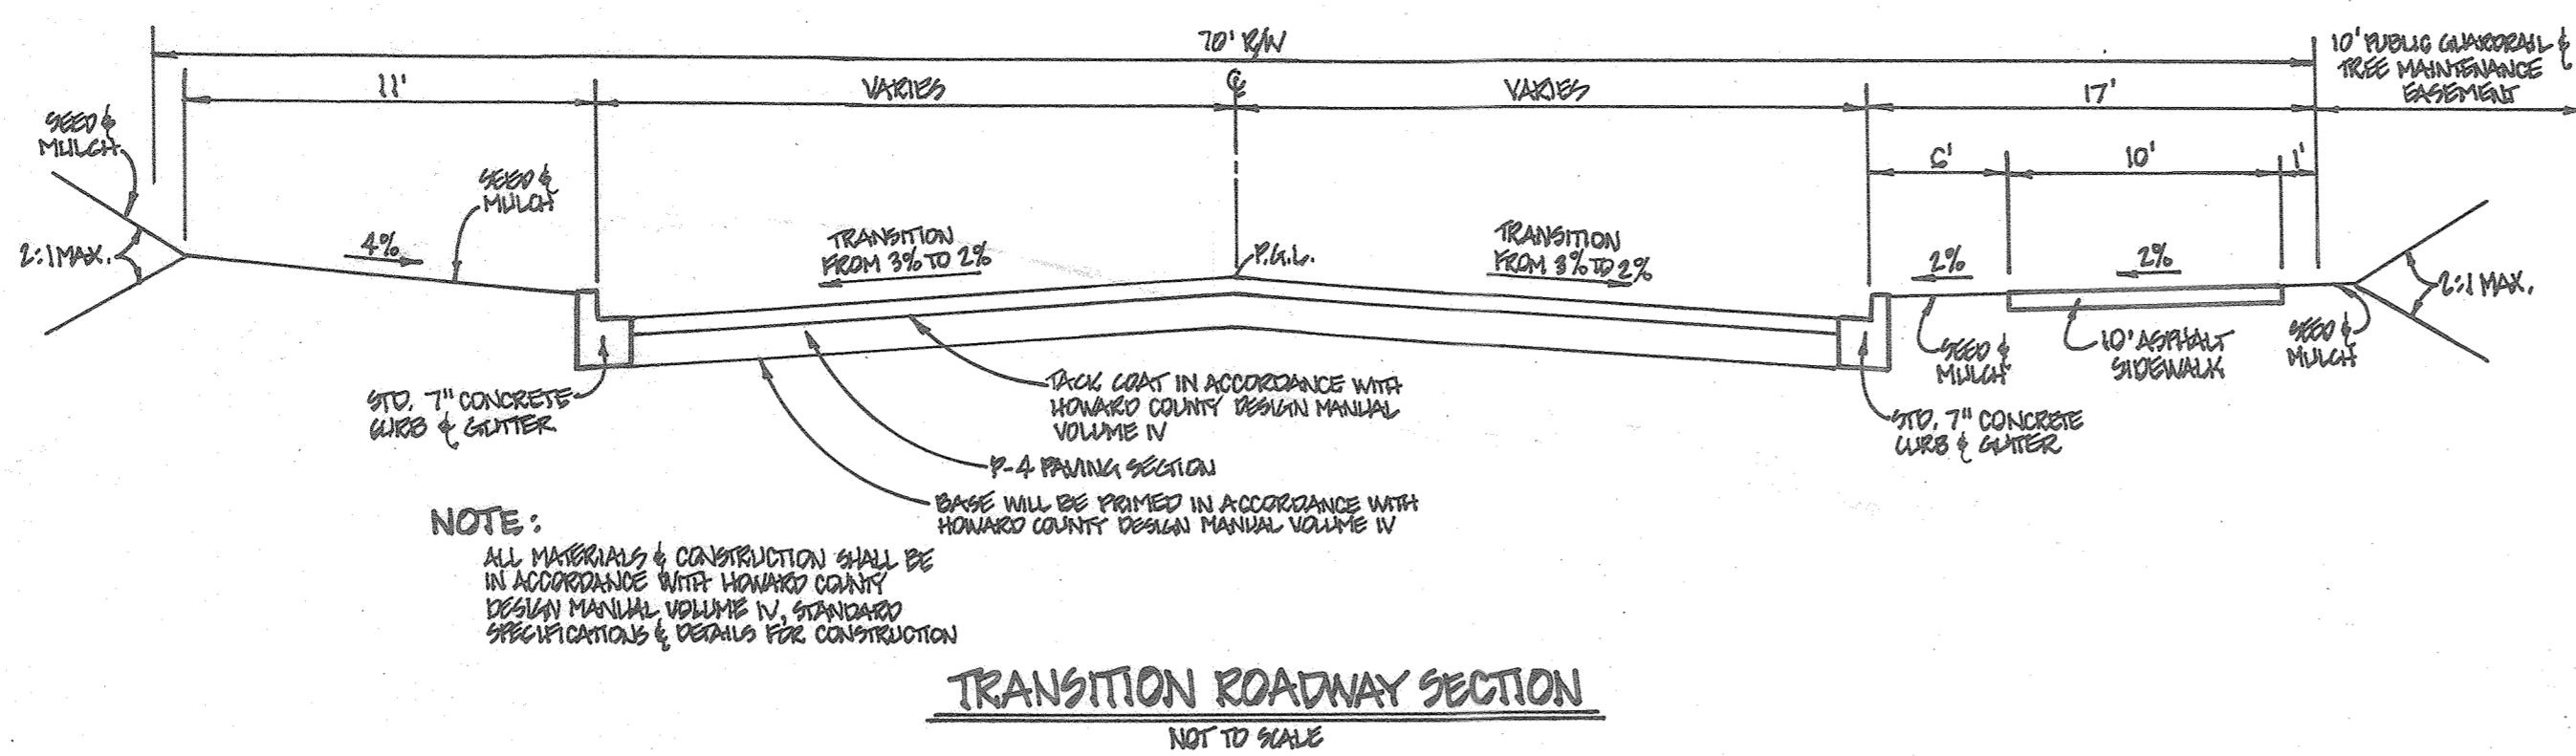 70' R/W
10' PUBLIC GUARDRAIL &
TREE MAINTENANCE
EASEMENT
11'
VARIES
℄
VARIES
17'
6'
10'
1'
SEED &
MULCH
SEED &
MULCH
2:1 MAX.
4%
TRANSITION
FROM 3% TO 2%
P.G.L.
TRANSITION
FROM 3% TO 2%
2%
2%
2:1 MAX.
SEED &
MULCH
10' ASPHALT
SIDEWALK
SEED &
MULCH
STD. 7" CONCRETE
CURB & GUTTER
TACK COAT IN ACCORDANCE WITH
HOWARD COUNTY DESIGN MANUAL
VOLUME IV
STD. 7" CONCRETE
CURB & GUTTER
P-4 PAVING SECTION
BASE WILL BE PRIMED IN ACCORDANCE WITH
HOWARD COUNTY DESIGN MANUAL VOLUME IV
NOTE:
ALL MATERIALS & CONSTRUCTION SHALL BE
IN ACCORDANCE WITH HOWARD COUNTY
DESIGN MANUAL VOLUME IV, STANDARD
SPECIFICATIONS & DETAILS FOR CONSTRUCTION
TRANSITION ROADWAY SECTION
NOT TO SCALE